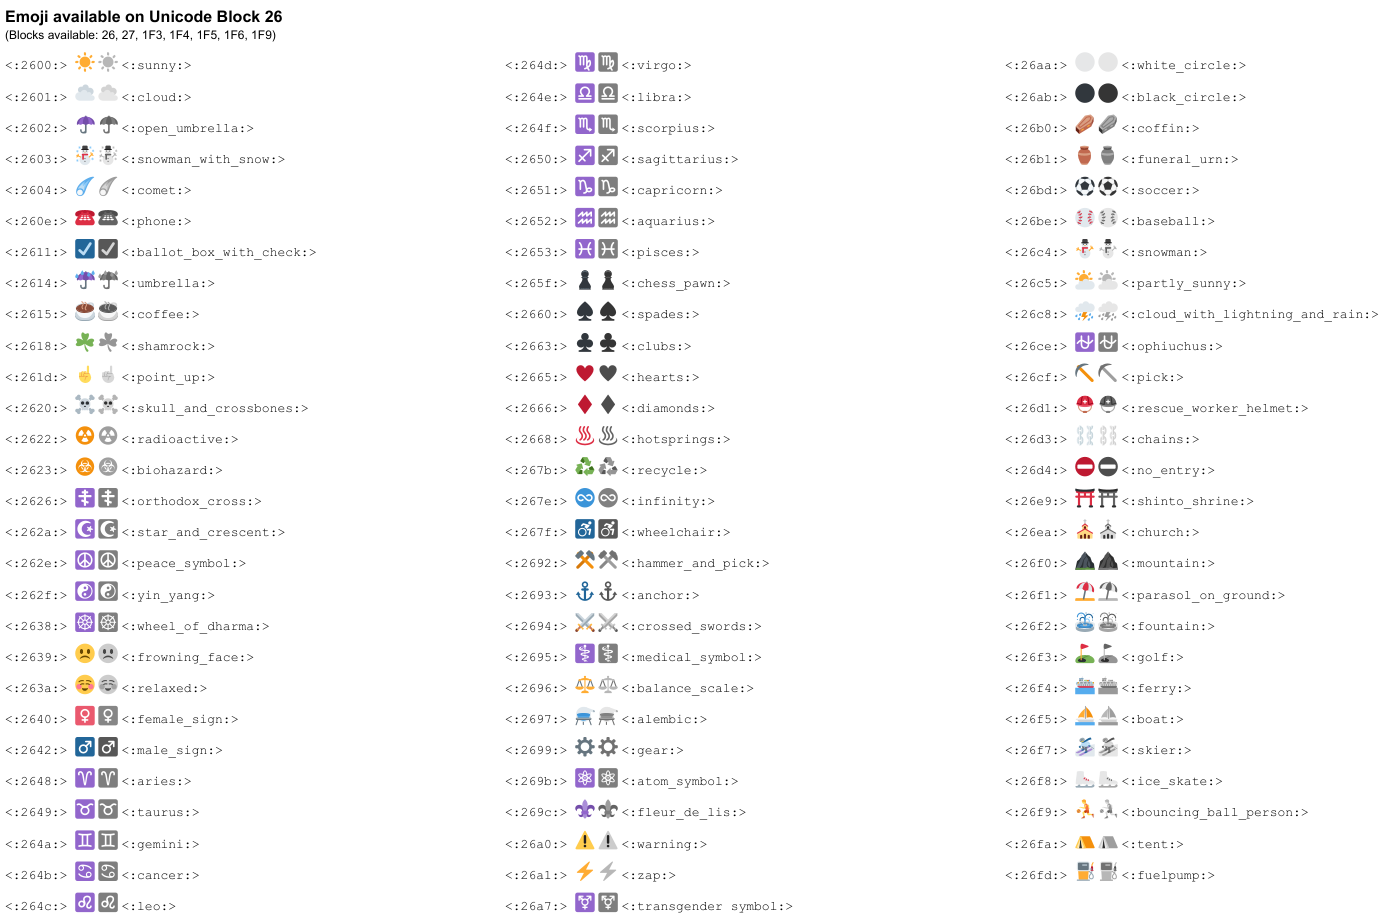 Emoji available on Unicode Block 26
(Blocks available: 26, 27, 1F3, 1F4, 1F5, 1F6, 1F9)
<:2600:> <:sunny:>
<:2601:> <:cloud:>
<:2602:> <:open_umbrella:>
<:2603:> <:snowman_with_snow:>
<:2604:> <:comet:>
<:260e:> <:phone:>
<:2611:> <:ballot_box_with_check:>
<:2614:> <:umbrella:>
<:2615:> <:coffee:>
<:2618:> <:shamrock:>
<:261d:> <:point_up:>
<:2620:> <:skull_and_crossbones:>
<:2622:> <:radioactive:>
<:2623:> <:biohazard:>
<:2626:> <:orthodox_cross:>
<:262a:> <:star_and_crescent:>
<:262e:> <:peace_symbol:>
<:262f:> <:yin_yang:>
<:2638:> <:wheel_of_dharma:>
<:2639:> <:frowning_face:>
<:263a:> <:relaxed:>
<:2640:> <:female_sign:>
<:2642:> <:male_sign:>
<:2648:> <:aries:>
<:2649:> <:taurus:>
<:264a:> <:gemini:>
<:264b:> <:cancer:>
<:264c:> <:leo:>
<:264d:> <:virgo:>
<:264e:> <:libra:>
<:264f:> <:scorpius:>
<:2650:> <:sagittarius:>
<:2651:> <:capricorn:>
<:2652:> <:aquarius:>
<:2653:> <:pisces:>
<:265f:> <:chess_pawn:>
<:2660:> <:spades:>
<:2663:> <:clubs:>
<:2665:> <:hearts:>
<:2666:> <:diamonds:>
<:2668:> <:hotsprings:>
<:267b:> <:recycle:>
<:267e:> <:infinity:>
<:267f:> <:wheelchair:>
<:2692:> <:hammer_and_pick:>
<:2693:> <:anchor:>
<:2694:> <:crossed_swords:>
<:2695:> <:medical_symbol:>
<:2696:> <:balance_scale:>
<:2697:> <:alembic:>
<:2699:> <:gear:>
<:269b:> <:atom_symbol:>
<:269c:> <:fleur_de_lis:>
<:26a0:> <:warning:>
<:26a1:> <:zap:>
<:26a7:> <:transgender_symbol:>
<:26aa:> <:white_circle:>
<:26ab:> <:black_circle:>
<:26b0:> <:coffin:>
<:26b1:> <:funeral_urn:>
<:26bd:> <:soccer:>
<:26be:> <:baseball:>
<:26c4:> <:snowman:>
<:26c5:> <:partly_sunny:>
<:26c8:> <:cloud_with_lightning_and_rain:>
<:26ce:> <:ophiuchus:>
<:26cf:> <:pick:>
<:26d1:> <:rescue_worker_helmet:>
<:26d3:> <:chains:>
<:26d4:> <:no_entry:>
<:26e9:> <:shinto_shrine:>
<:26ea:> <:church:>
<:26f0:> <:mountain:>
<:26f1:> <:parasol_on_ground:>
<:26f2:> <:fountain:>
<:26f3:> <:golf:>
<:26f4:> <:ferry:>
<:26f5:> <:boat:>
<:26f7:> <:skier:>
<:26f8:> <:ice_skate:>
<:26f9:> <:bouncing_ball_person:>
<:26fa:> <:tent:>
<:26fd:> <:fuelpump:>